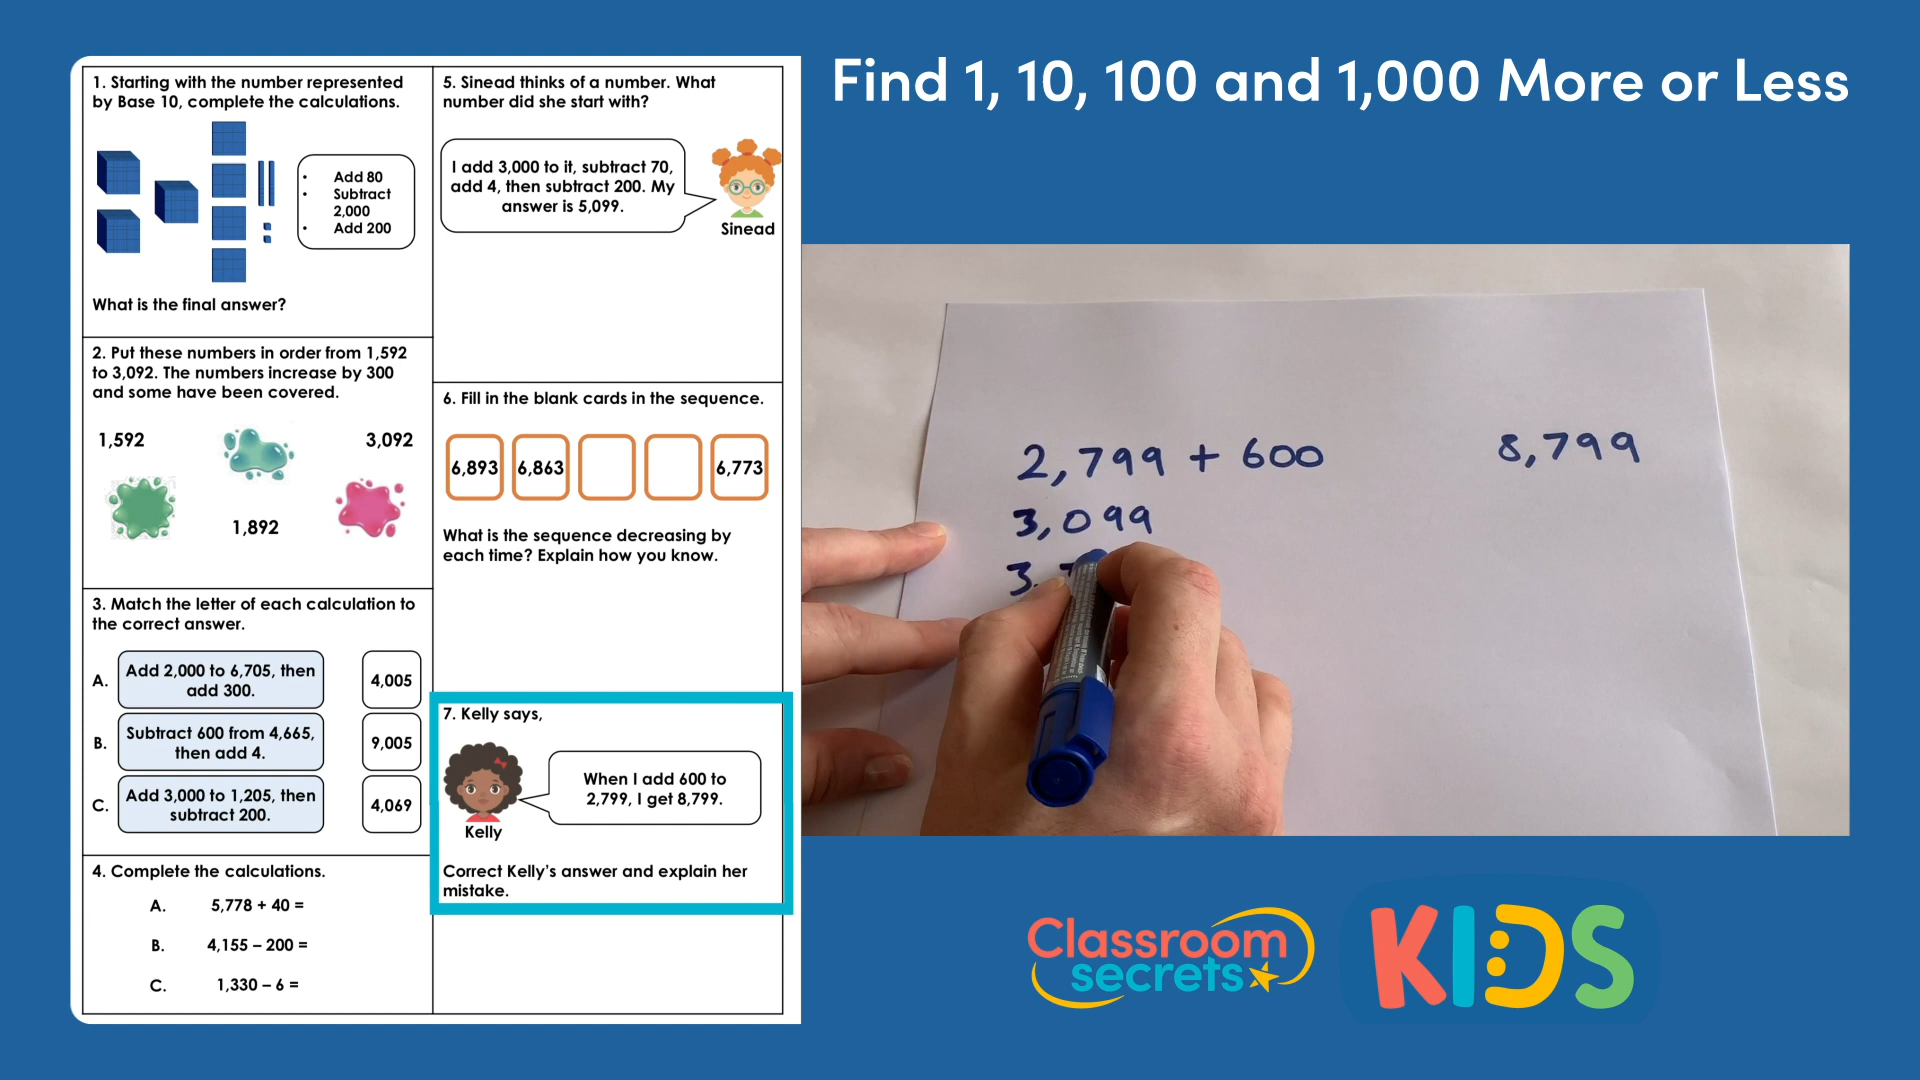 Find 1, 10, 100 and 1,000 More or Less
1. Starting with the number represented
by Base 10, complete the calculations.
• Add 80
• Subtract
2,000
• Add 200
What is the final answer?
2. Put these numbers in order from 1,592
to 3,092. The numbers increase by 300
and some have been covered.
1,592
3,092
1,892
3. Match the letter of each calculation to
the correct answer.
A.
Add 2,000 to 6,705, then
add 300.
4,005
B.
Subtract 600 from 4,665,
then add 4.
9,005
C.
Add 3,000 to 1,205, then
subtract 200.
4,069
4. Complete the calculations.
A. 5,778 + 40 =
B. 4,155 – 200 =
C. 1,330 – 6 =
5. Sinead thinks of a number. What
number did she start with?
I add 3,000 to it, subtract 70,
add 4, then subtract 200. My
answer is 5,099.
Sinead
6. Fill in the blank cards in the sequence.
6,893 6,863 6,773
What is the sequence decreasing by
each time? Explain how you know.
7. Kelly says,
When I add 600 to
2,799, I get 8,799.
Kelly
Correct Kelly's answer and explain her
mistake.
2,799 + 600 8,799
3,099
3,
Classroom
secrets
KIDS